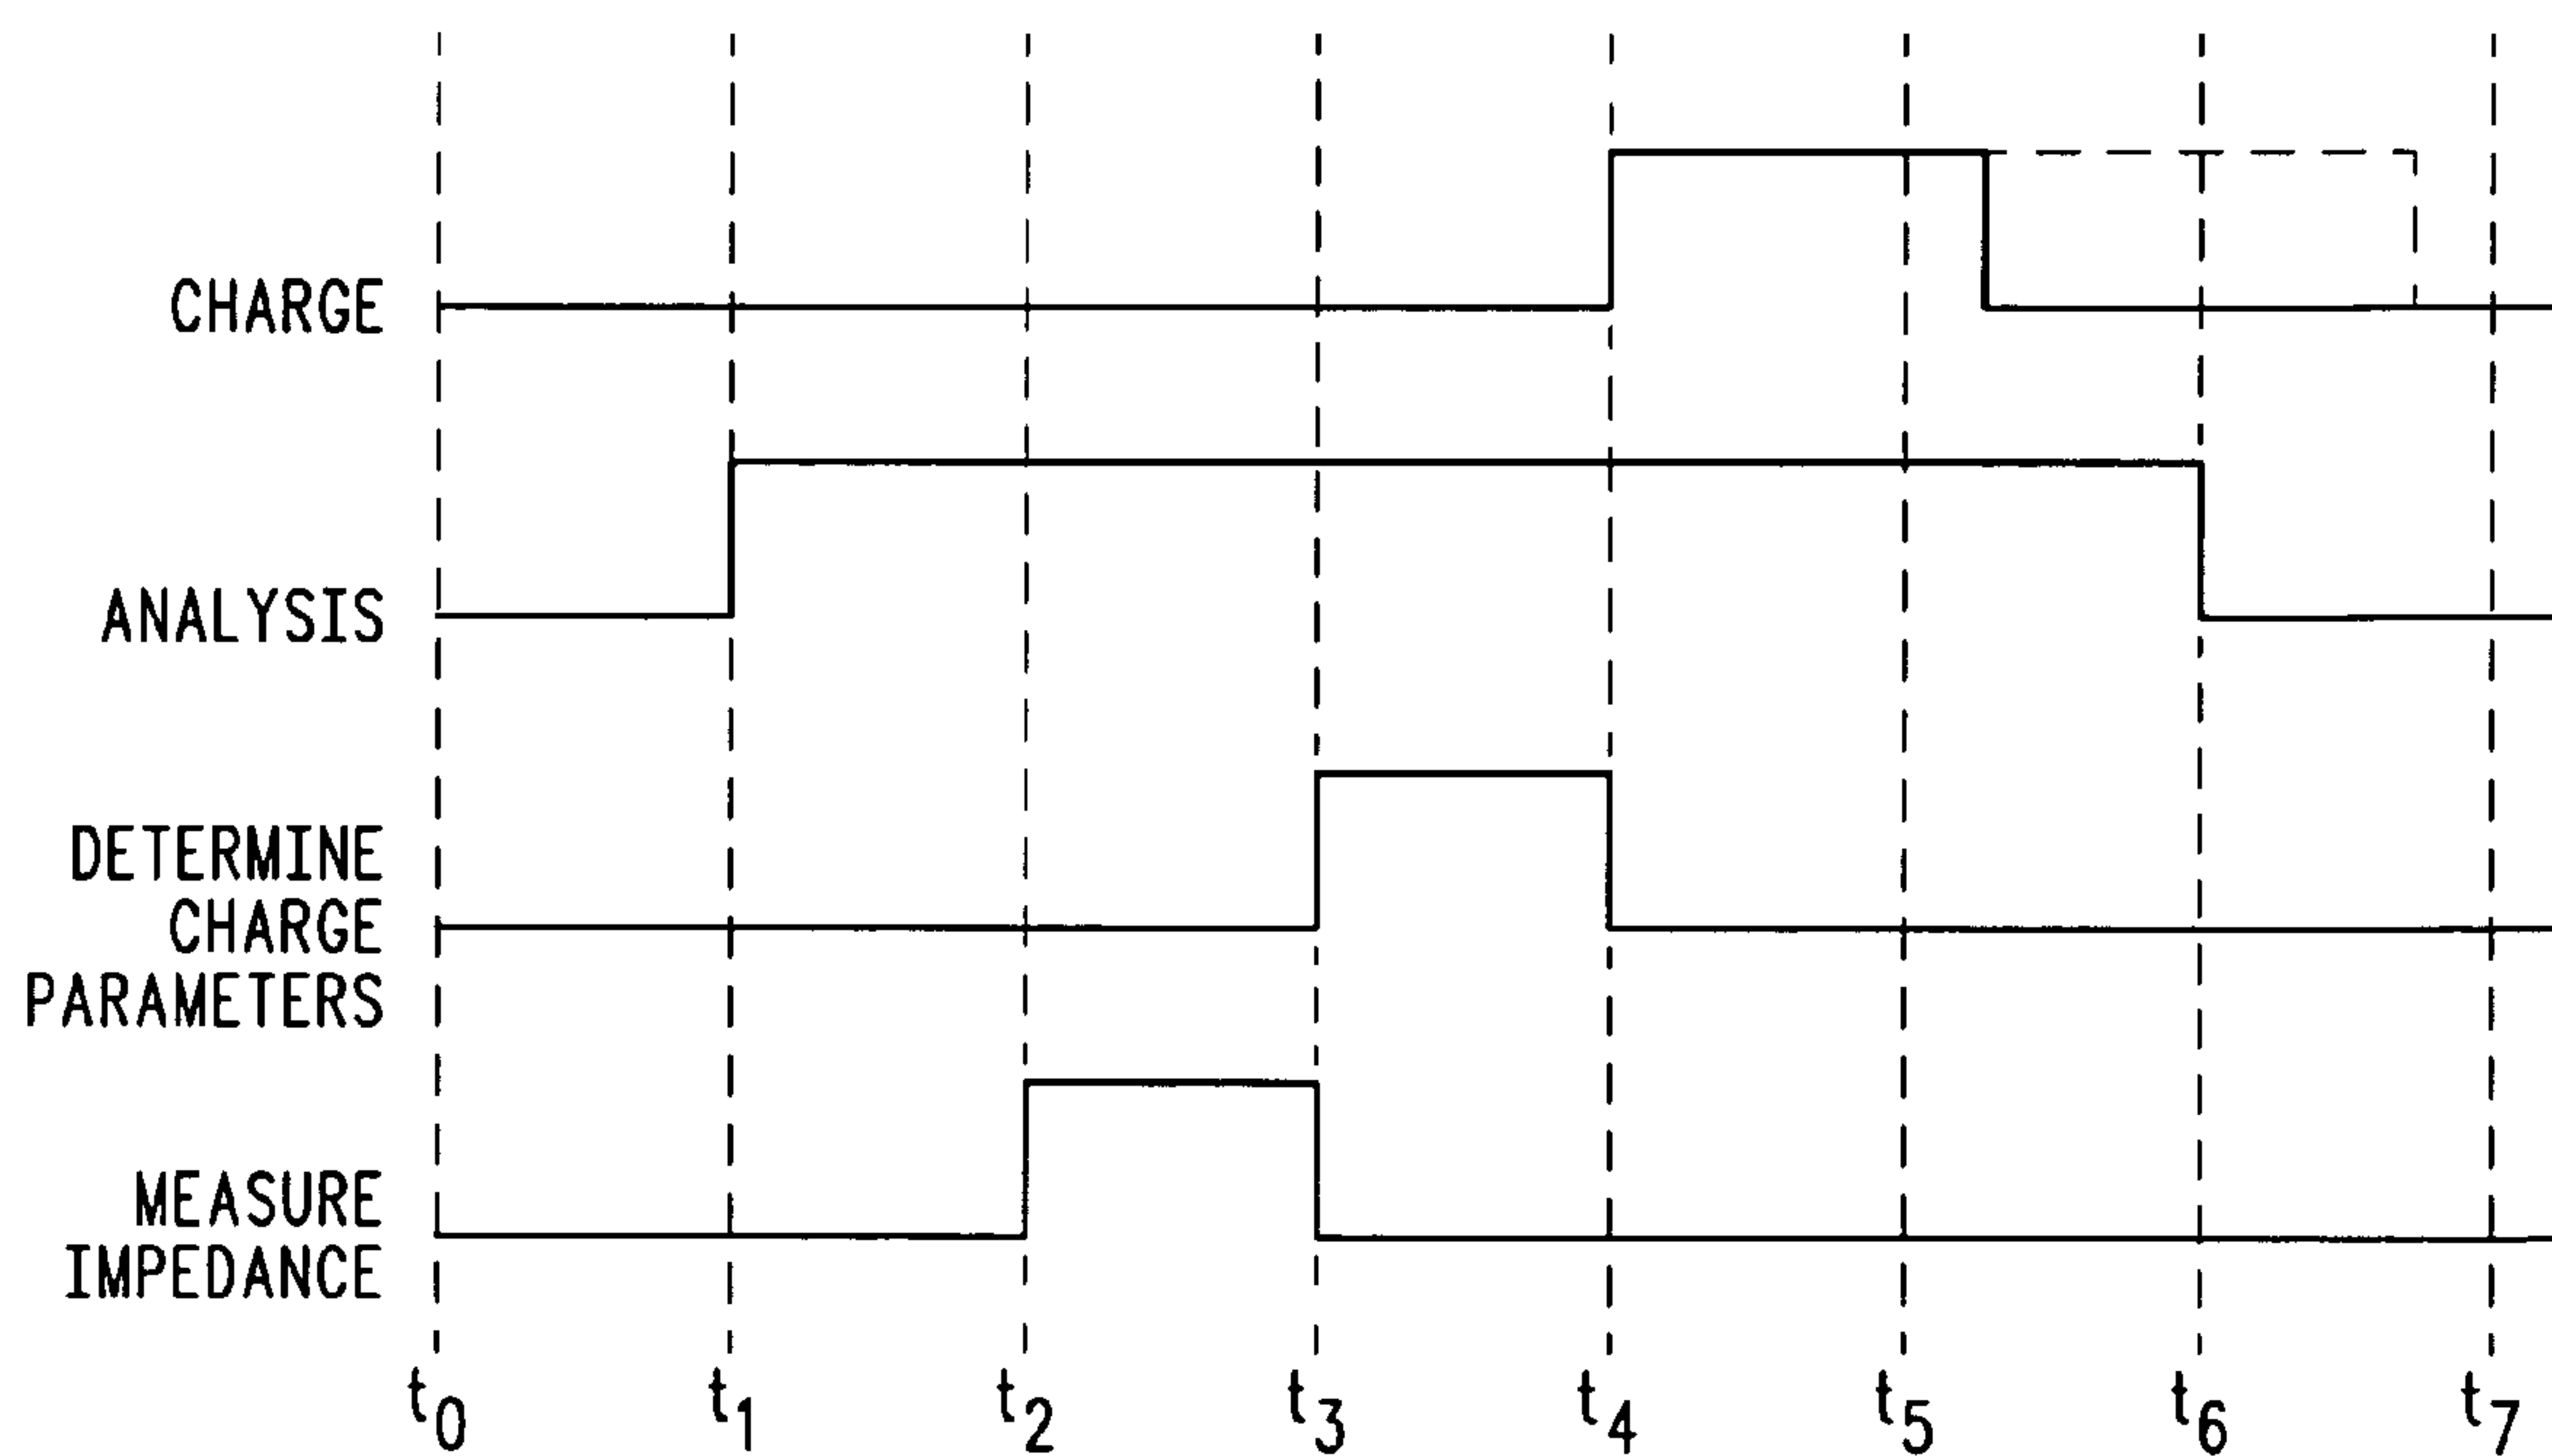 CHARGE
ANALYSIS
DETERMINE
CHARGE
PARAMETERS
MEASURE
IMPEDANCE
t0 t1 t2 t3 t4 t5 t6 t7